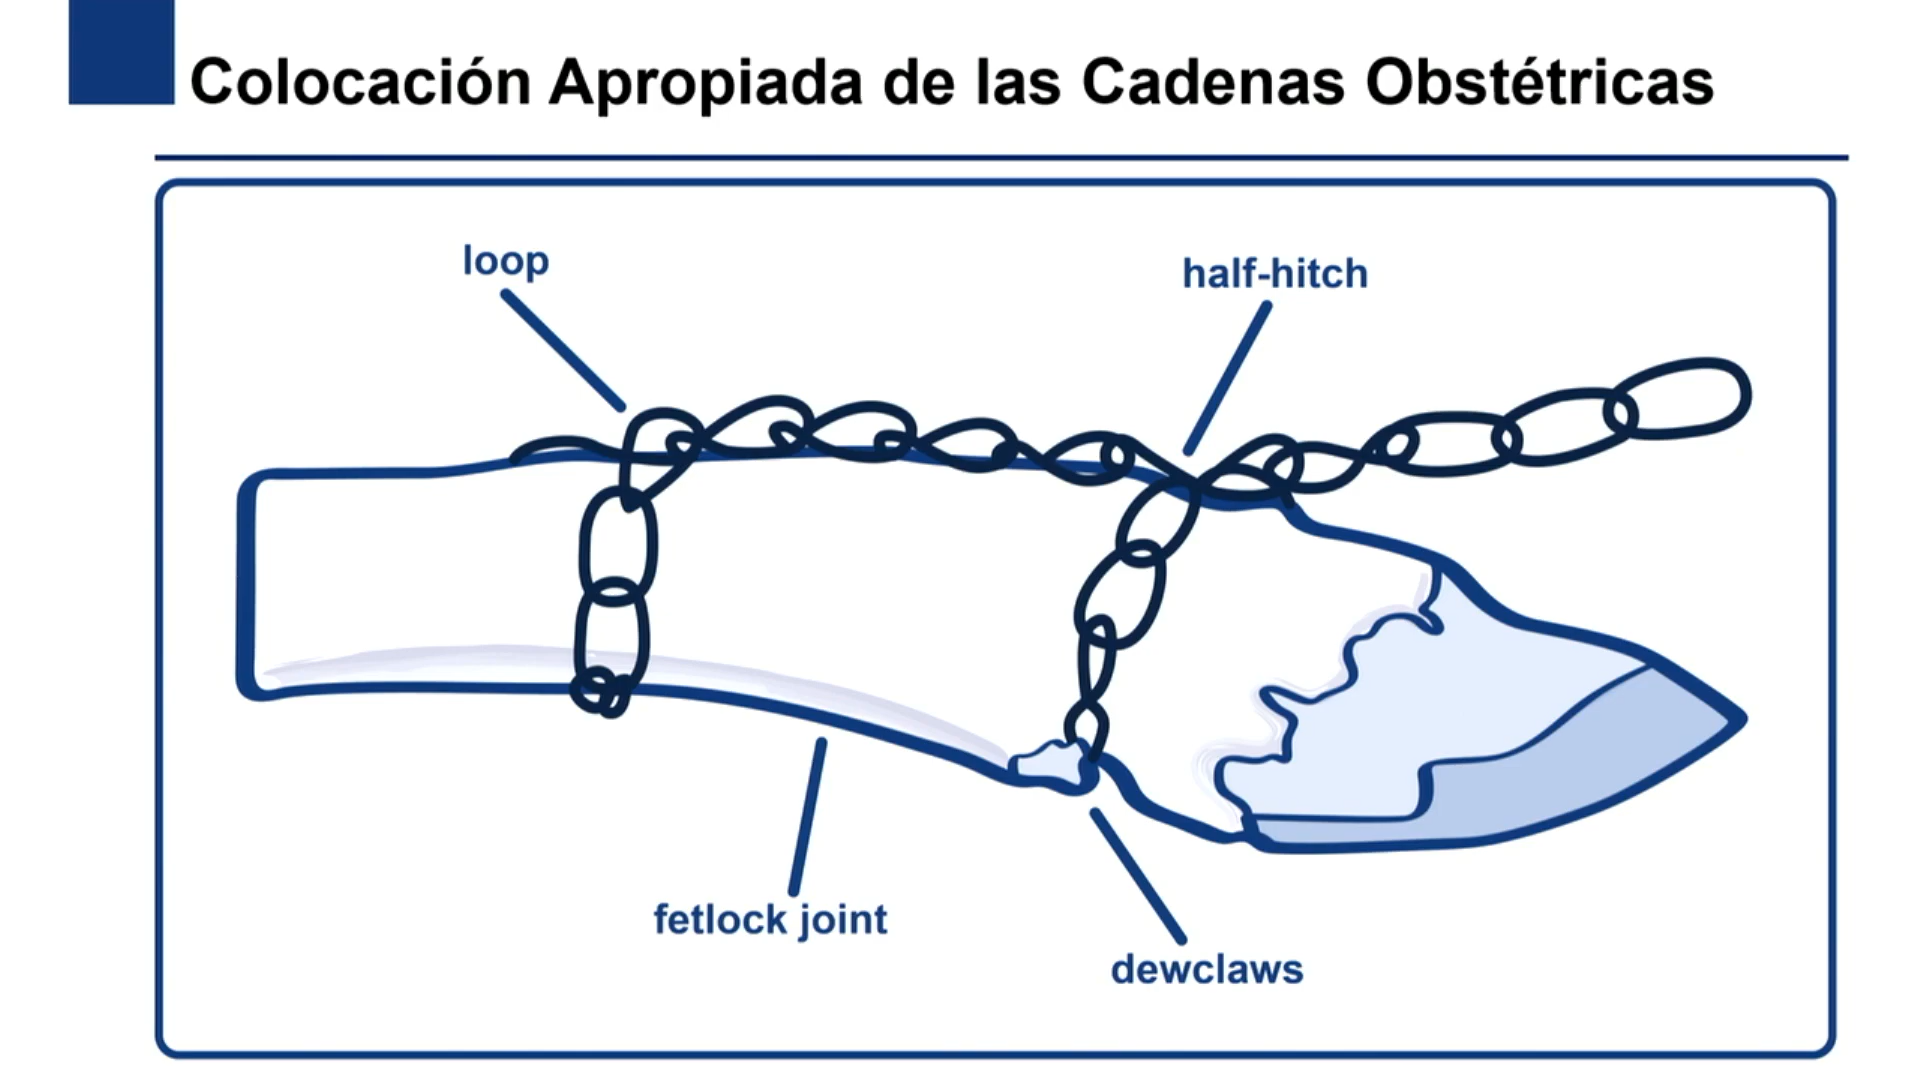 Colocación Apropiada de las Cadenas Obstétricas
loop
half-hitch
fetlock joint
dewclaws